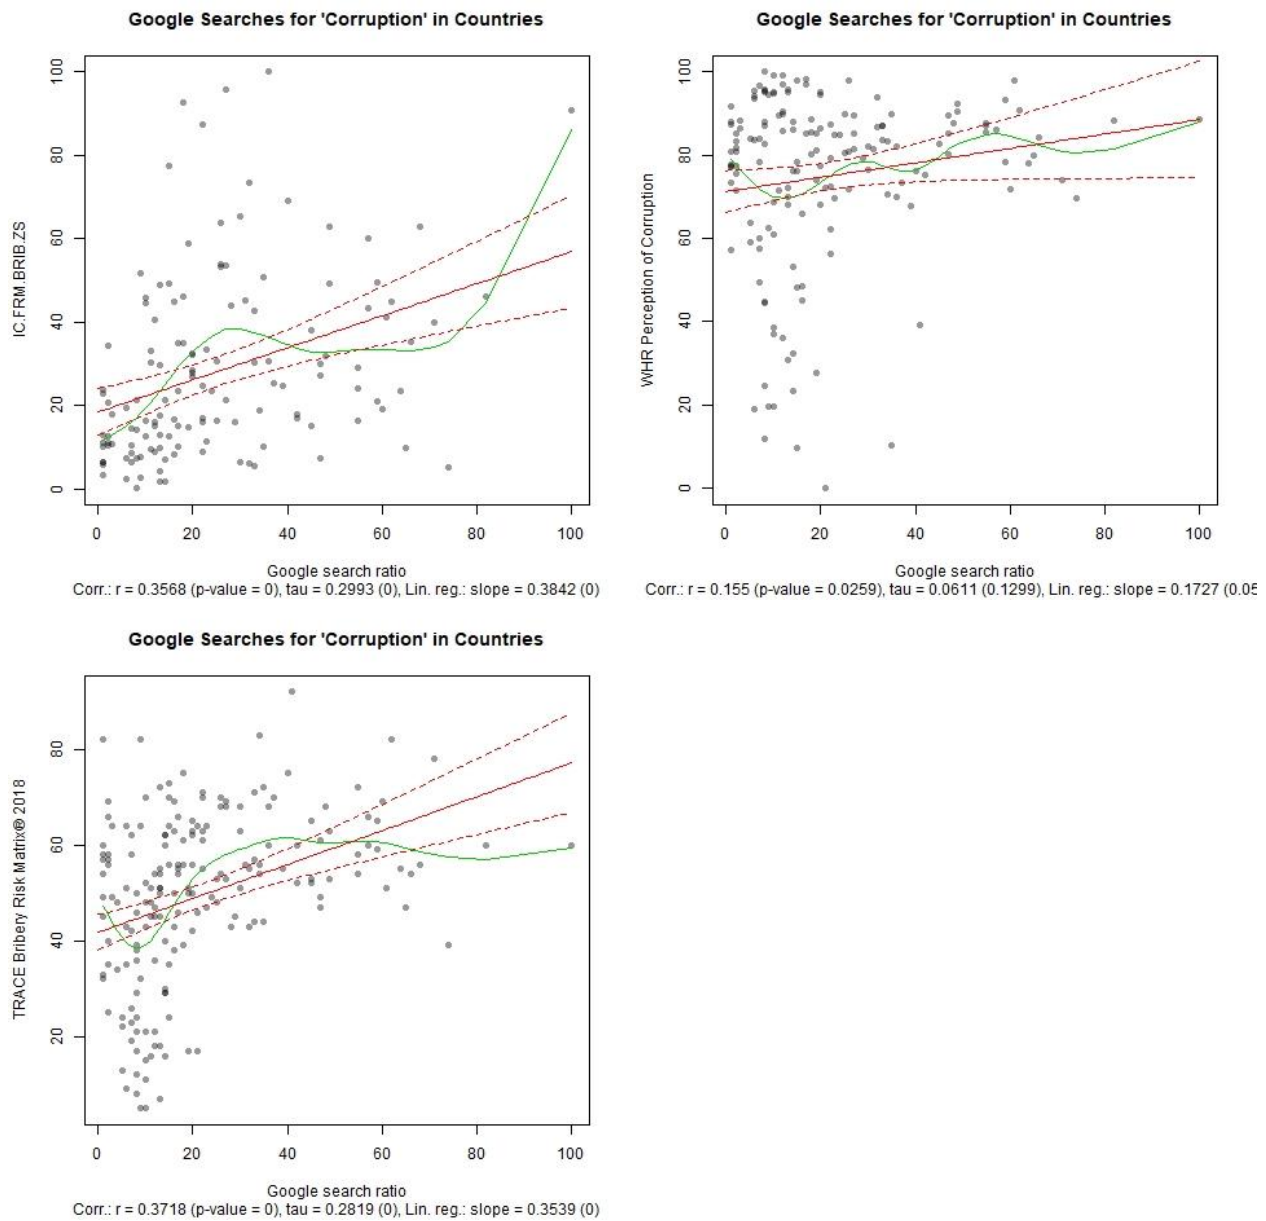 Google Searches for 'Corruption' in Countries
IC.FRM.BRIB.ZS
100
80
60
40
20
0
0 20 40 60 80 100
Google search ratio
Corr.: r = 0.3568 (p-value = 0), tau = 0.2993 (0), Lin. reg.: slope = 0.3842 (0)
Google Searches for 'Corruption' in Countries
WHR Perception of Corruption
100
80
60
40
20
0
0 20 40 60 80 100
Google search ratio
Corr.: r = 0.155 (p-value = 0.0259), tau = 0.0611 (0.1299), Lin. reg.: slope = 0.1727 (0.05
Google Searches for 'Corruption' in Countries
TRACE Bribery Risk Matrix® 2018
80
60
40
20
0 20 40 60 80 100
Google search ratio
Corr.: r = 0.3718 (p-value = 0), tau = 0.2819 (0), Lin. reg.: slope = 0.3539 (0)